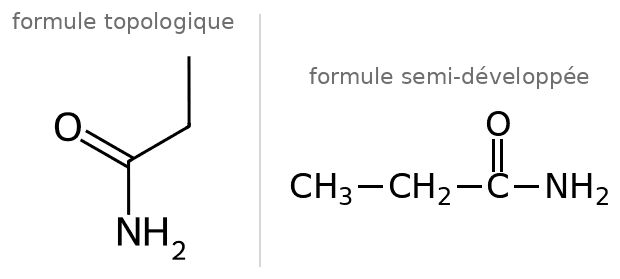 formule topologique
O
NH2
formule semi-développée
O
CH3—CH2—C—NH2